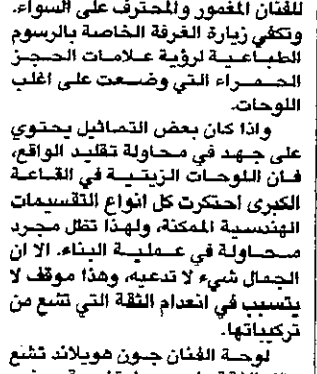 للفنان المغمور والمحترف على السواء.
وتكفي زيارة الغرفة الخاصة بالرسوم
الطباعية لرؤية علامات الحجز
الحمراء التي وضعت على اغلب
اللوحات.
واذا كان بعض التماثيل يحتوي
على جهد في محاولة تقليد الواقع،
فان اللوحات الزيتية في القاعة
الكبرى احتكرت كل انواع التقسيمات
الهندسية الممكنة، ولهذا تظل مجرد
محاولة في عملية البناء. الا ان
الجمال شيء لا تدعيه، وهذا موقف لا
يتسبب في انعدام الثقة التي تشع من
تركيباتها.
لوحة الفنان جون هويلاند تشع